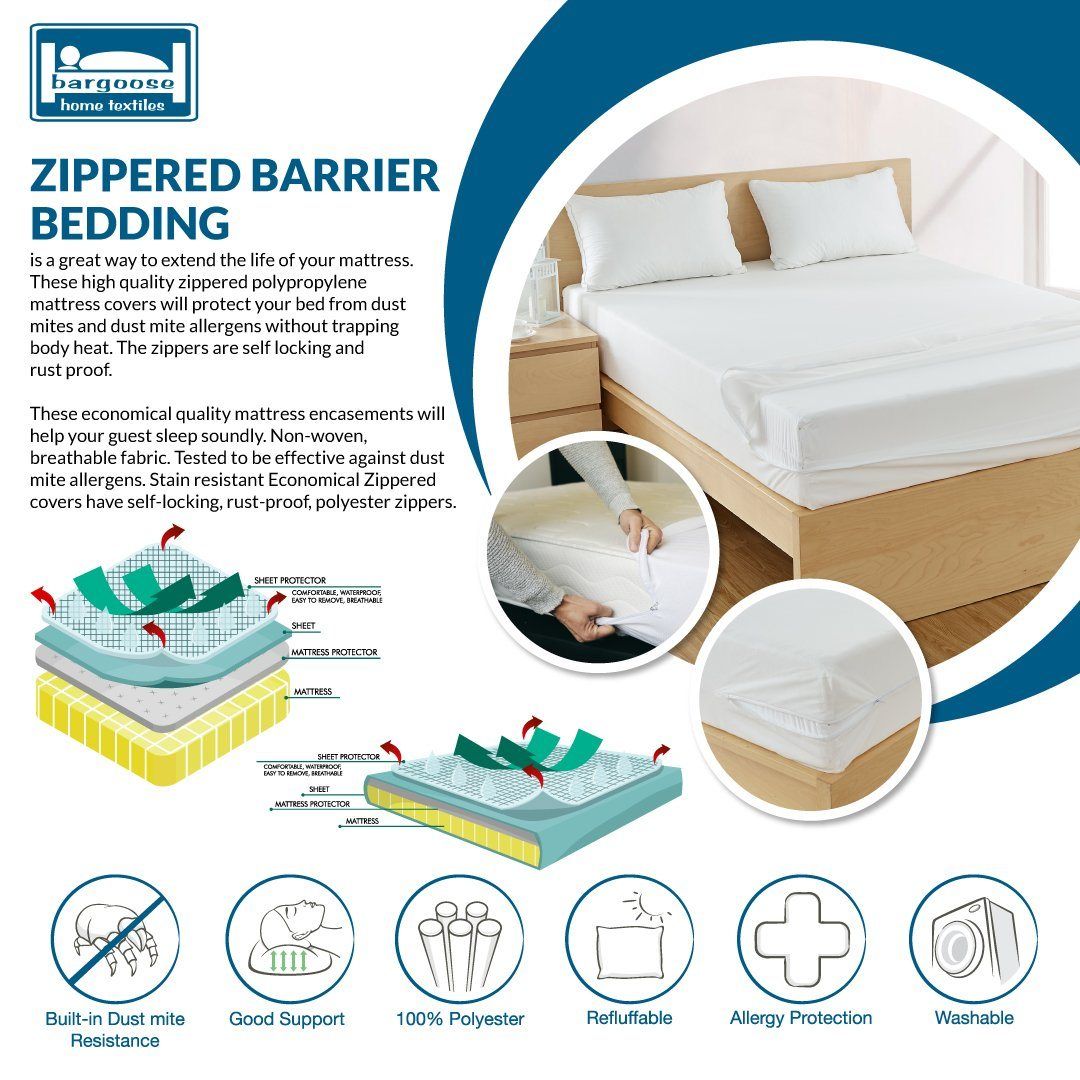 bargoose
home textiles
ZIPPERED BARRIER
BEDDING
is a great way to extend the life of your mattress.
These high quality zippered polypropylene
mattress covers will protect your bed from dust
mites and dust mite allergens without trapping
body heat. The zippers are self locking and
rust proof.
These economical quality mattress encasements will
help your guest sleep soundly. Non-woven,
breathable fabric. Tested to be effective against dust
mite allergens. Stain resistant Economical Zippered
covers have self-locking, rust-proof, polyester zippers.
SHEET PROTECTOR
COMFORTABLE, WATERPROOF,
EASY TO REMOVE, BREATHABLE
SHEET
MATTRESS PROTECTOR
MATTRESS
SHEET PROTECTOR
COMFORTABLE, WATERPROOF,
EASY TO REMOVE, BREATHABLE
SHEET
MATTRESS PROTECTOR
MATTRESS
Built-in Dust mite
Resistance
Good Support
100% Polyester
Refluffable
Allergy Protection
Washable